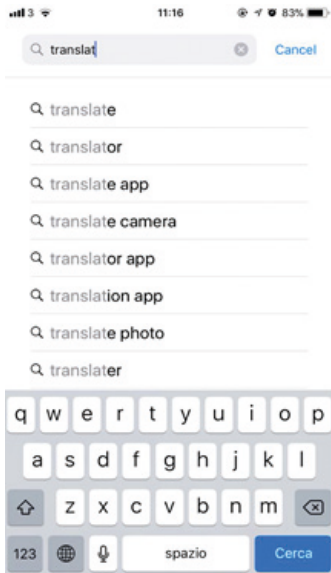 3 11:16 83%
translat Cancel
translate
translator
translate app
translate camera
translator app
translation app
translate photo
translater
q w e r t y u i o p
a s d f g h j k l
z x c v b n m
123 spazio Cerca